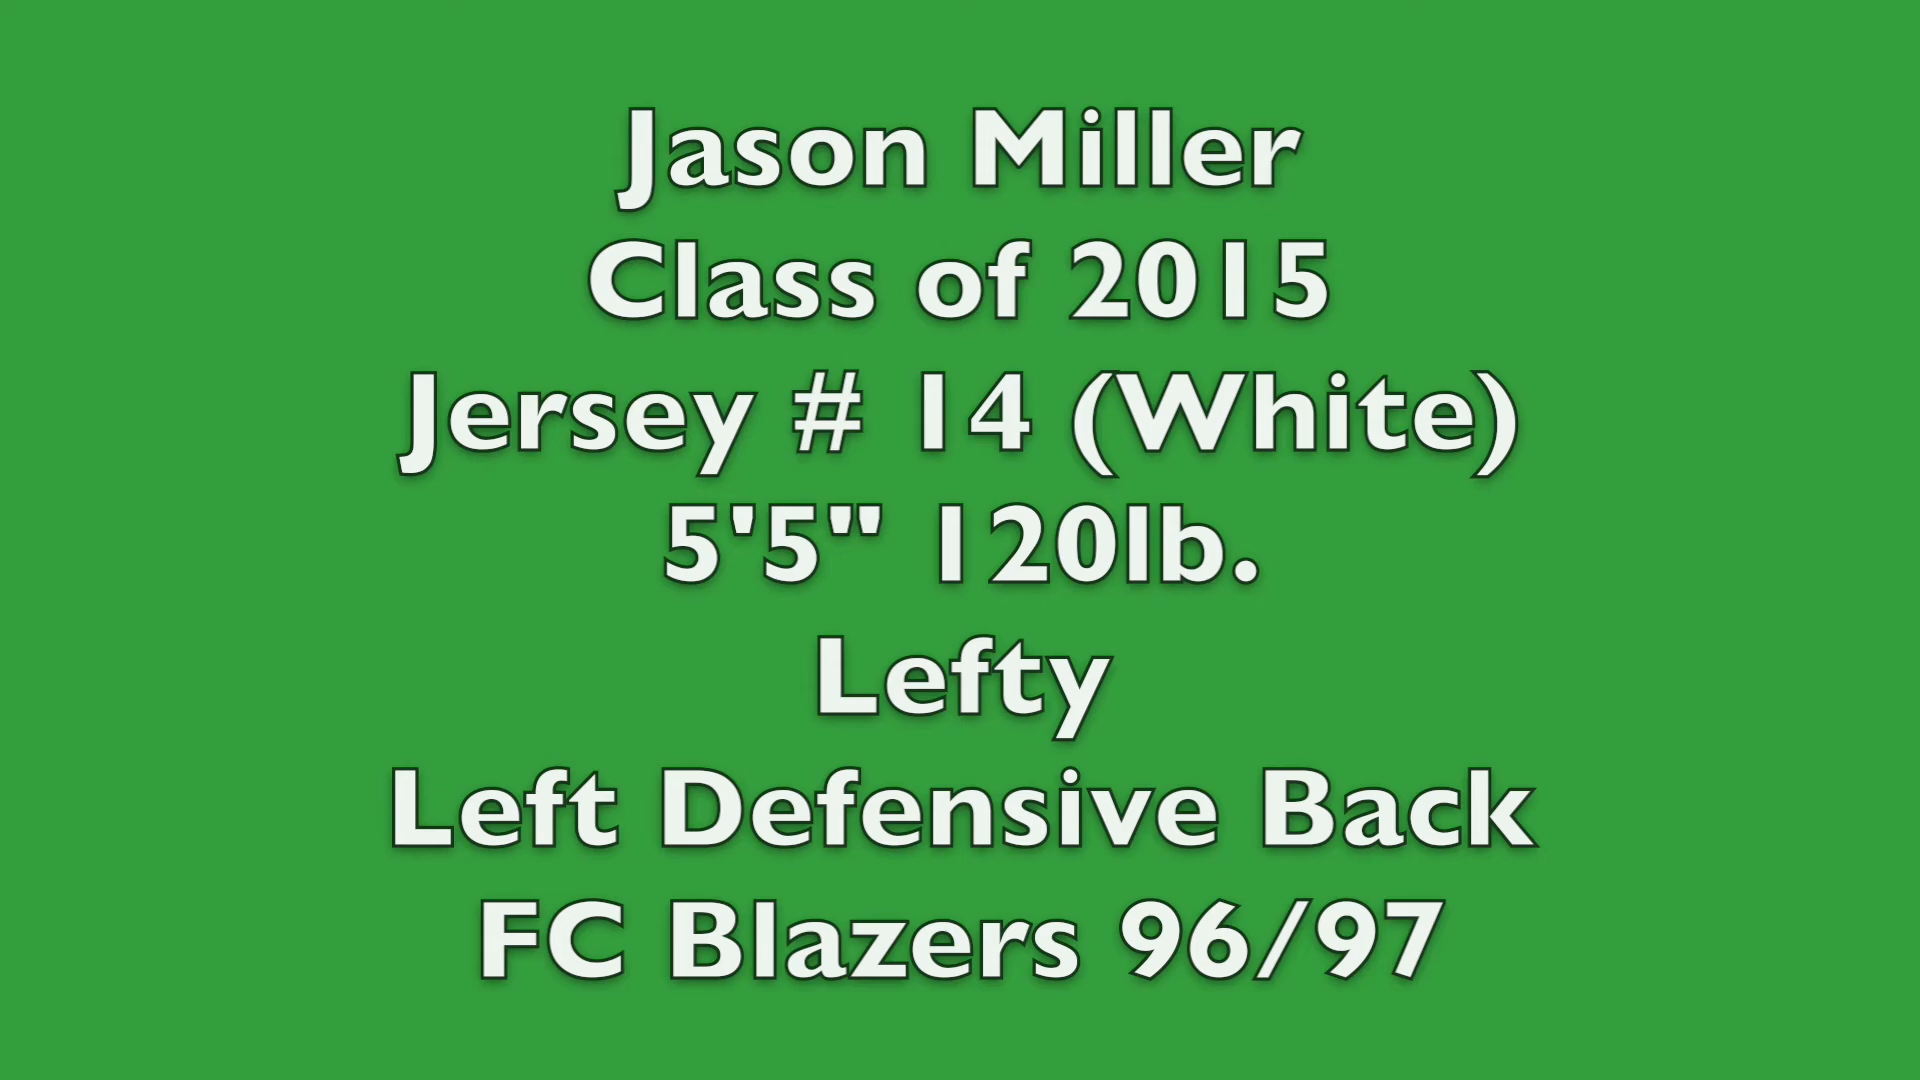 Jason Miller
Class of 2015
Jersey # 14 (White)
5'5" 120lb.
Lefty
Left Defensive Back
FC Blazers 96/97